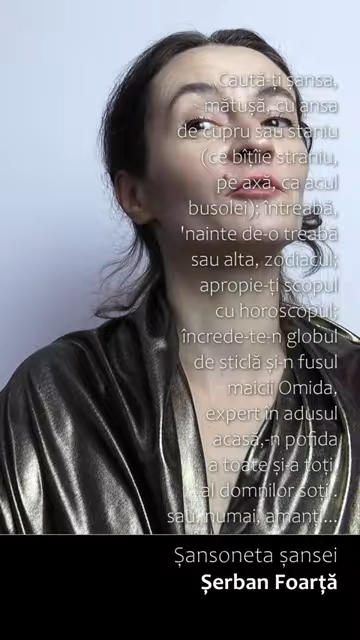 Caută-ți șansa,
mătușă, cu ansa
de cupru sau staniu
(ce bîțîie straniu,
pe axă, ca acul
busolei); întreabă,
'nainte de-o treabă
sau alta, zodiacul;
apropie-ți scopul
cu horoscopul;
încrede-te-n globul
de sticlă și-n fusul
maicii Omida,
expert în adusul
acasă,-n pofida
a toate și-a toți,
al domnilor soți
sau, numai, amanți...
Șansoneta șansei
Șerban Foarță